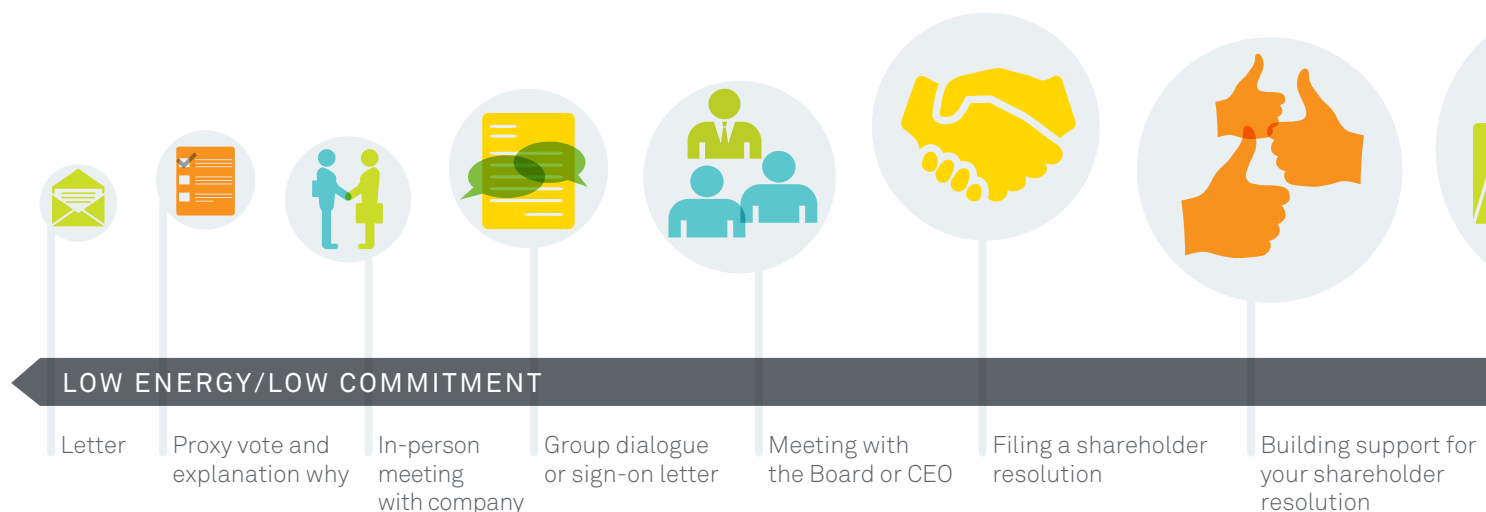 LOW ENERGY/LOW COMMITMENT
Letter
Proxy vote and
explanation why
In-person
meeting
with company
Group dialogue
or sign-on letter
Meeting with
the Board or CEO
Filing a shareholder
resolution
Building support for
your shareholder
resolution